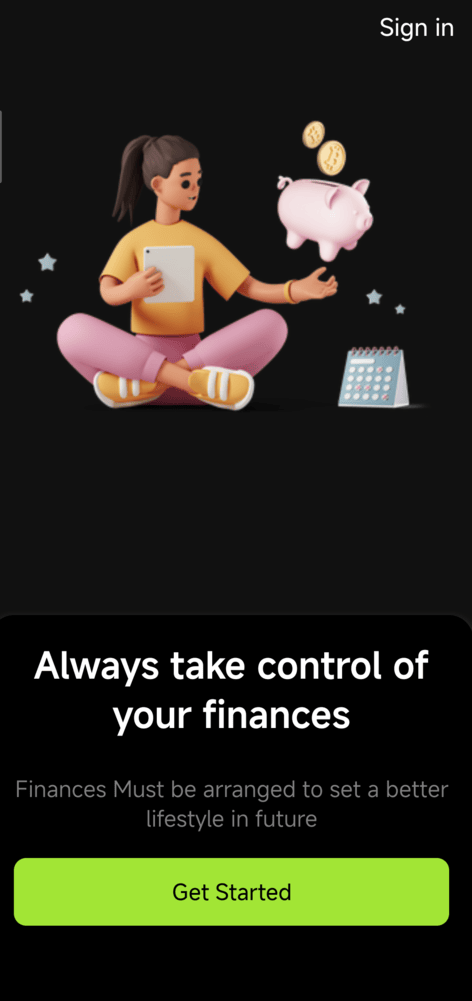 Sign in
Always take control of
your finances
Finances Must be arranged to set a better
lifestyle in future
Get Started